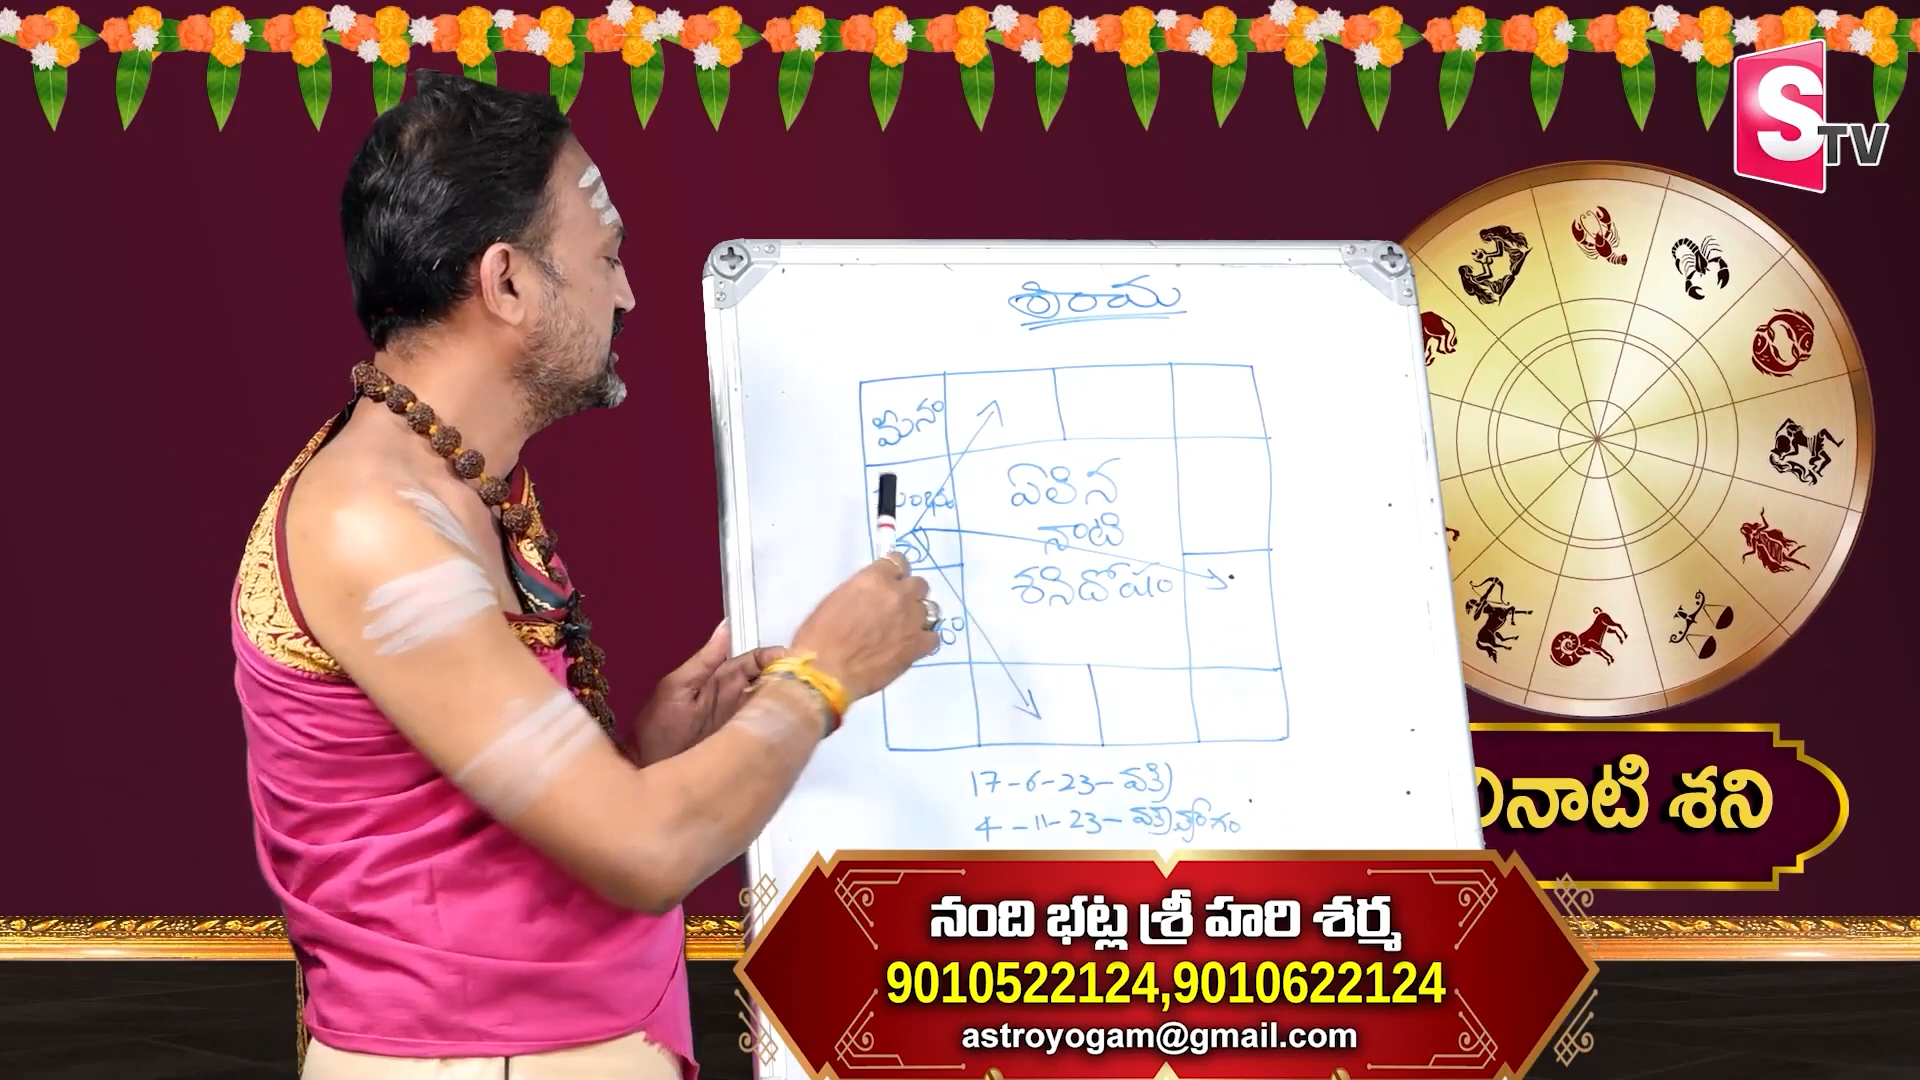 S TV
శ్రీరామ
మీనం
ఏలిన
నాటి
శనిదోషం
17-6-23- వక్రి
4-11-23- వక్రత్యాగం
నాటి శని
నంది భట్ల శ్రీ హరి శర్మ
9010522124,9010622124
astroyogam@gmail.com